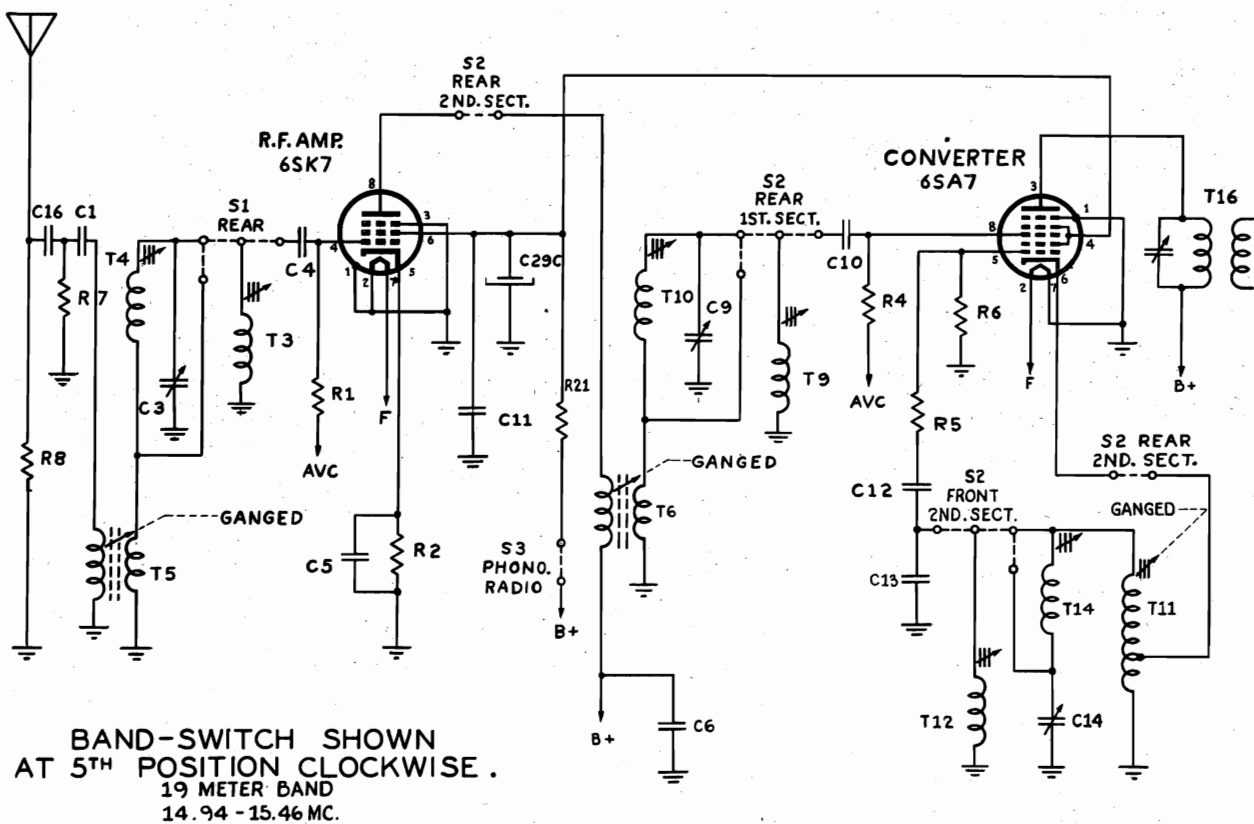 S2
REAR
2ND. SECT.
R.F. AMP.
6SK7
8
3
6
4
1
2
7
5
C16
C1
S1
REAR
T4
R17
C4
T3
C3
R1
AVC
F
C29C
C11
R21
R8
GANGED
T5
C5
R2
S3
PHONO.
RADIO
B+
GANGED
T6
B+
C6
S2
REAR
1ST. SECT.
T10
C9
C10
T9
R4
AVC
CONVERTER
6SA7
3
1
8
4
5
2
7
6
R6
F
T16
B+
R5
C12
S2
FRONT
2ND. SECT.
S2 REAR
2ND. SECT.
GANGED
C13
T14
T11
T12
C14
BAND-SWITCH SHOWN
AT 5TH POSITION CLOCKWISE.
19 METER BAND
14.94 - 15.46 MC.